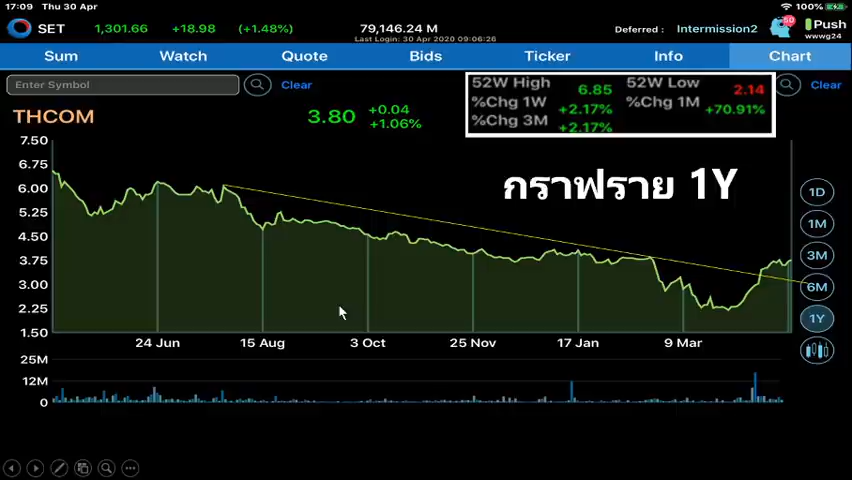 17:09 Thu 30 Apr 100%
SET 1,301.66 +18.98 (+1.48%) 79,146.24 M Deferred : Intermission2 50 Push
Last Login: 30 Apr 2020 09:06:26 wwwg24
Sum Watch Quote Bids Ticker Info Chart
Enter Symbol Clear Clear
52W High 6.85 52W Low 2.14
%Chg 1W +2.17% %Chg 1M +70.91%
%Chg 3M +2.17%
THCOM 3.80 +0.04
+1.06%
กราฟราย 1Y
7.50
6.75
6.00
5.25
4.50
3.75
3.00
2.25
1.50
1D
1M
3M
6M
1Y
24 Jun 15 Aug 3 Oct 25 Nov 17 Jan 9 Mar
25M
12M
0